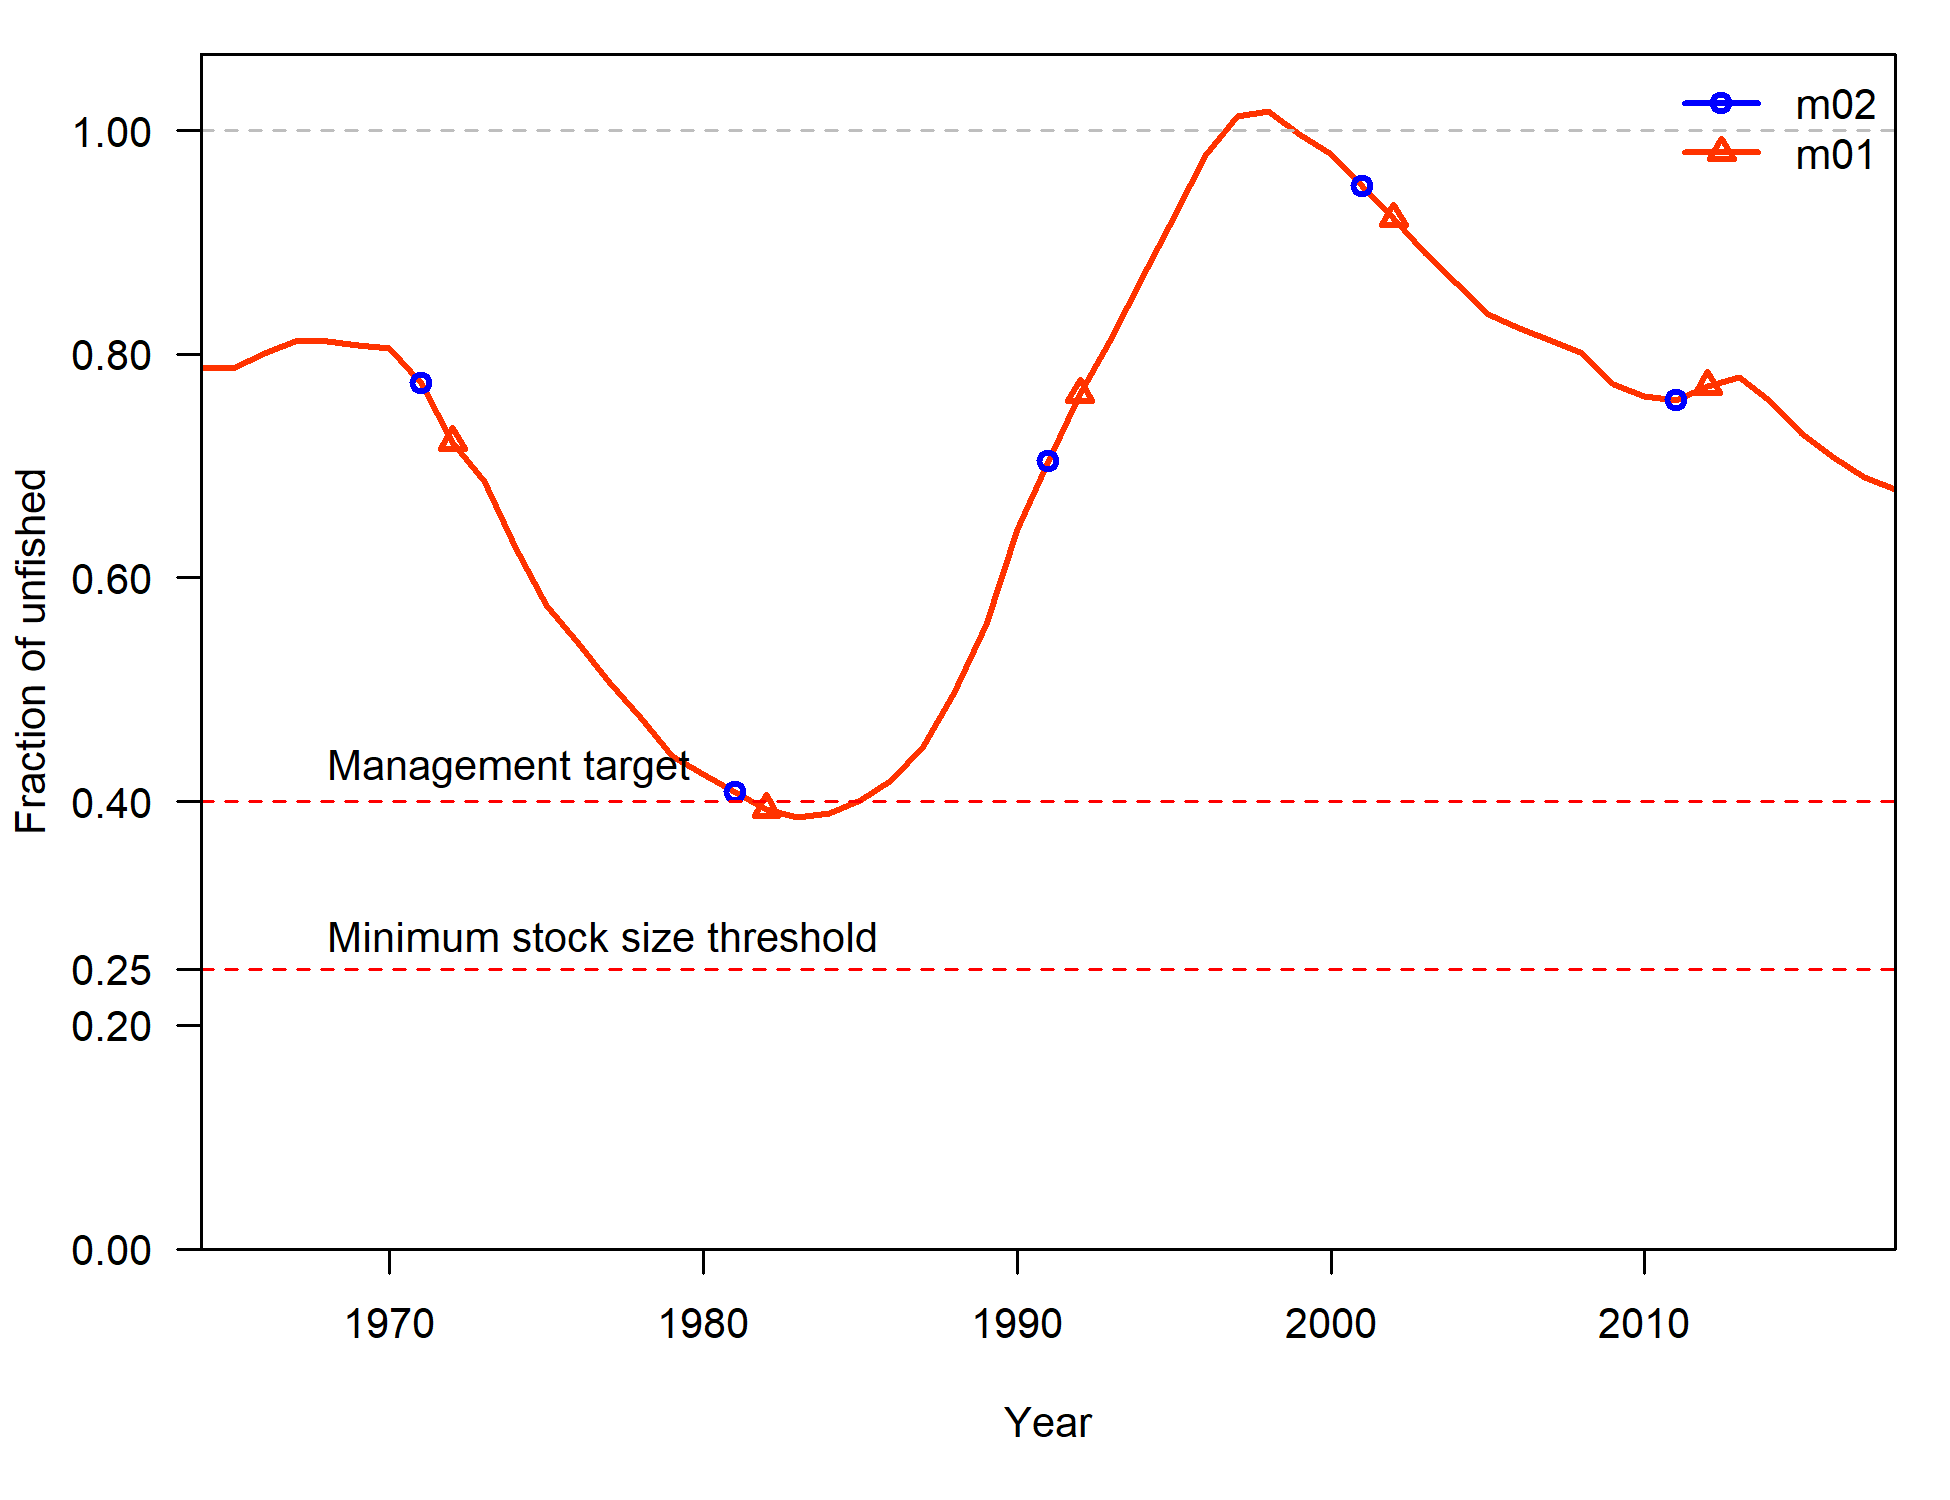 m02
m01
1.00
0.80
0.60
0.40
0.25
0.20
0.00
Fraction of unfished
Management target
Minimum stock size threshold
1970
1980
1990
2000
2010
Year